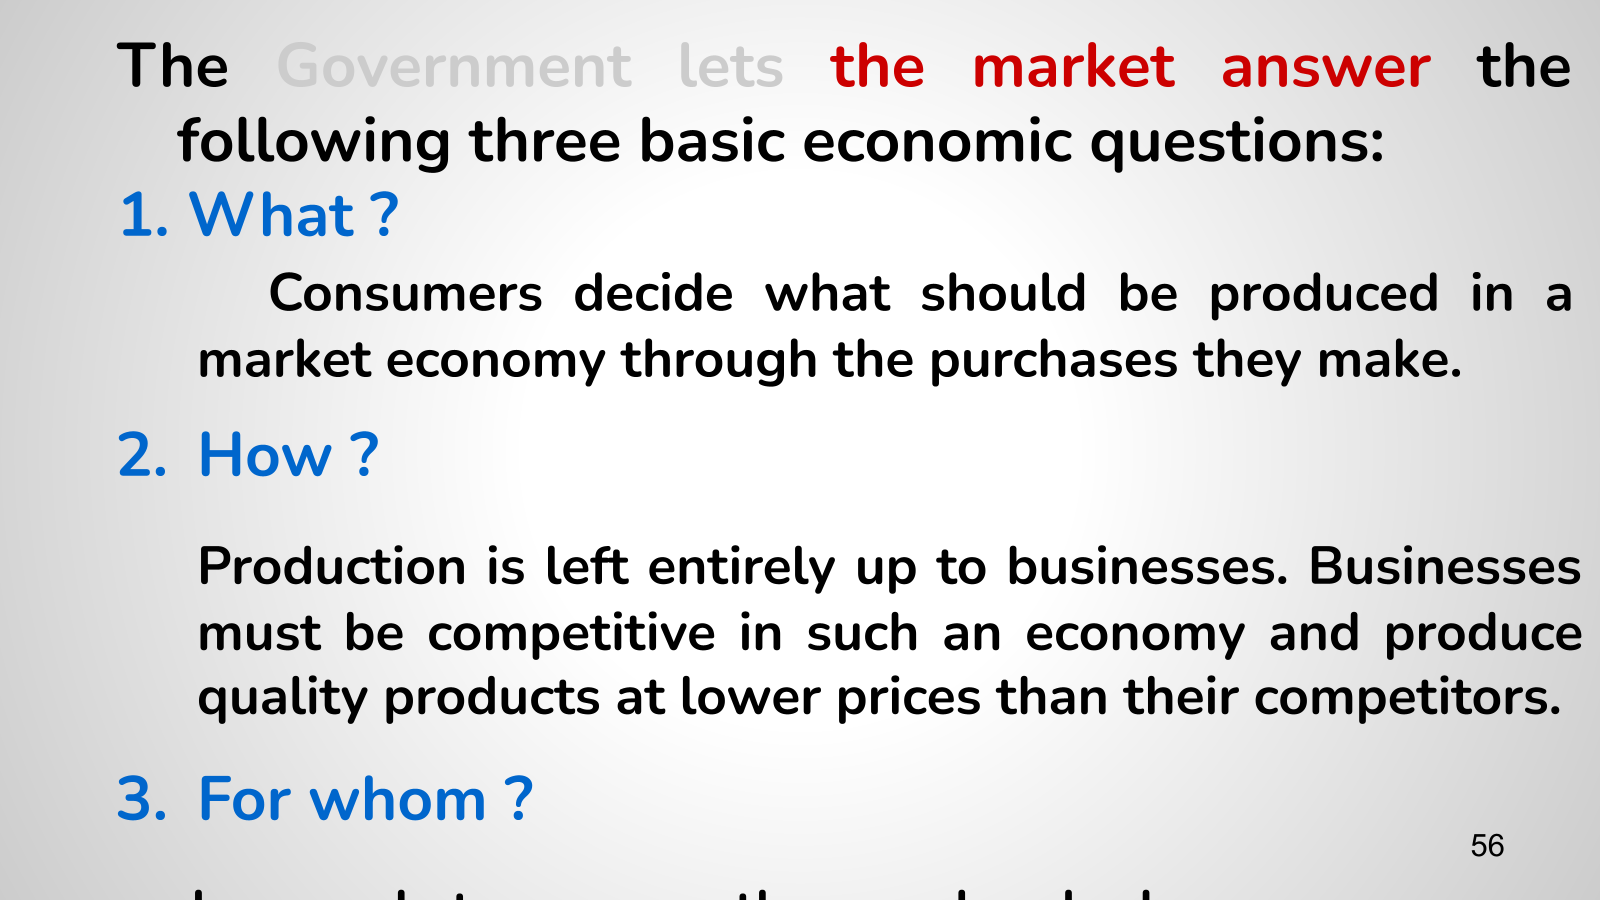 The Government lets the market answer the
following three basic economic questions:
1. What ?
Consumers decide what should be produced in a
market economy through the purchases they make.
2. How ?
Production is left entirely up to businesses. Businesses
must be competitive in such an economy and produce
quality products at lower prices than their competitors.
3. For whom ?
56